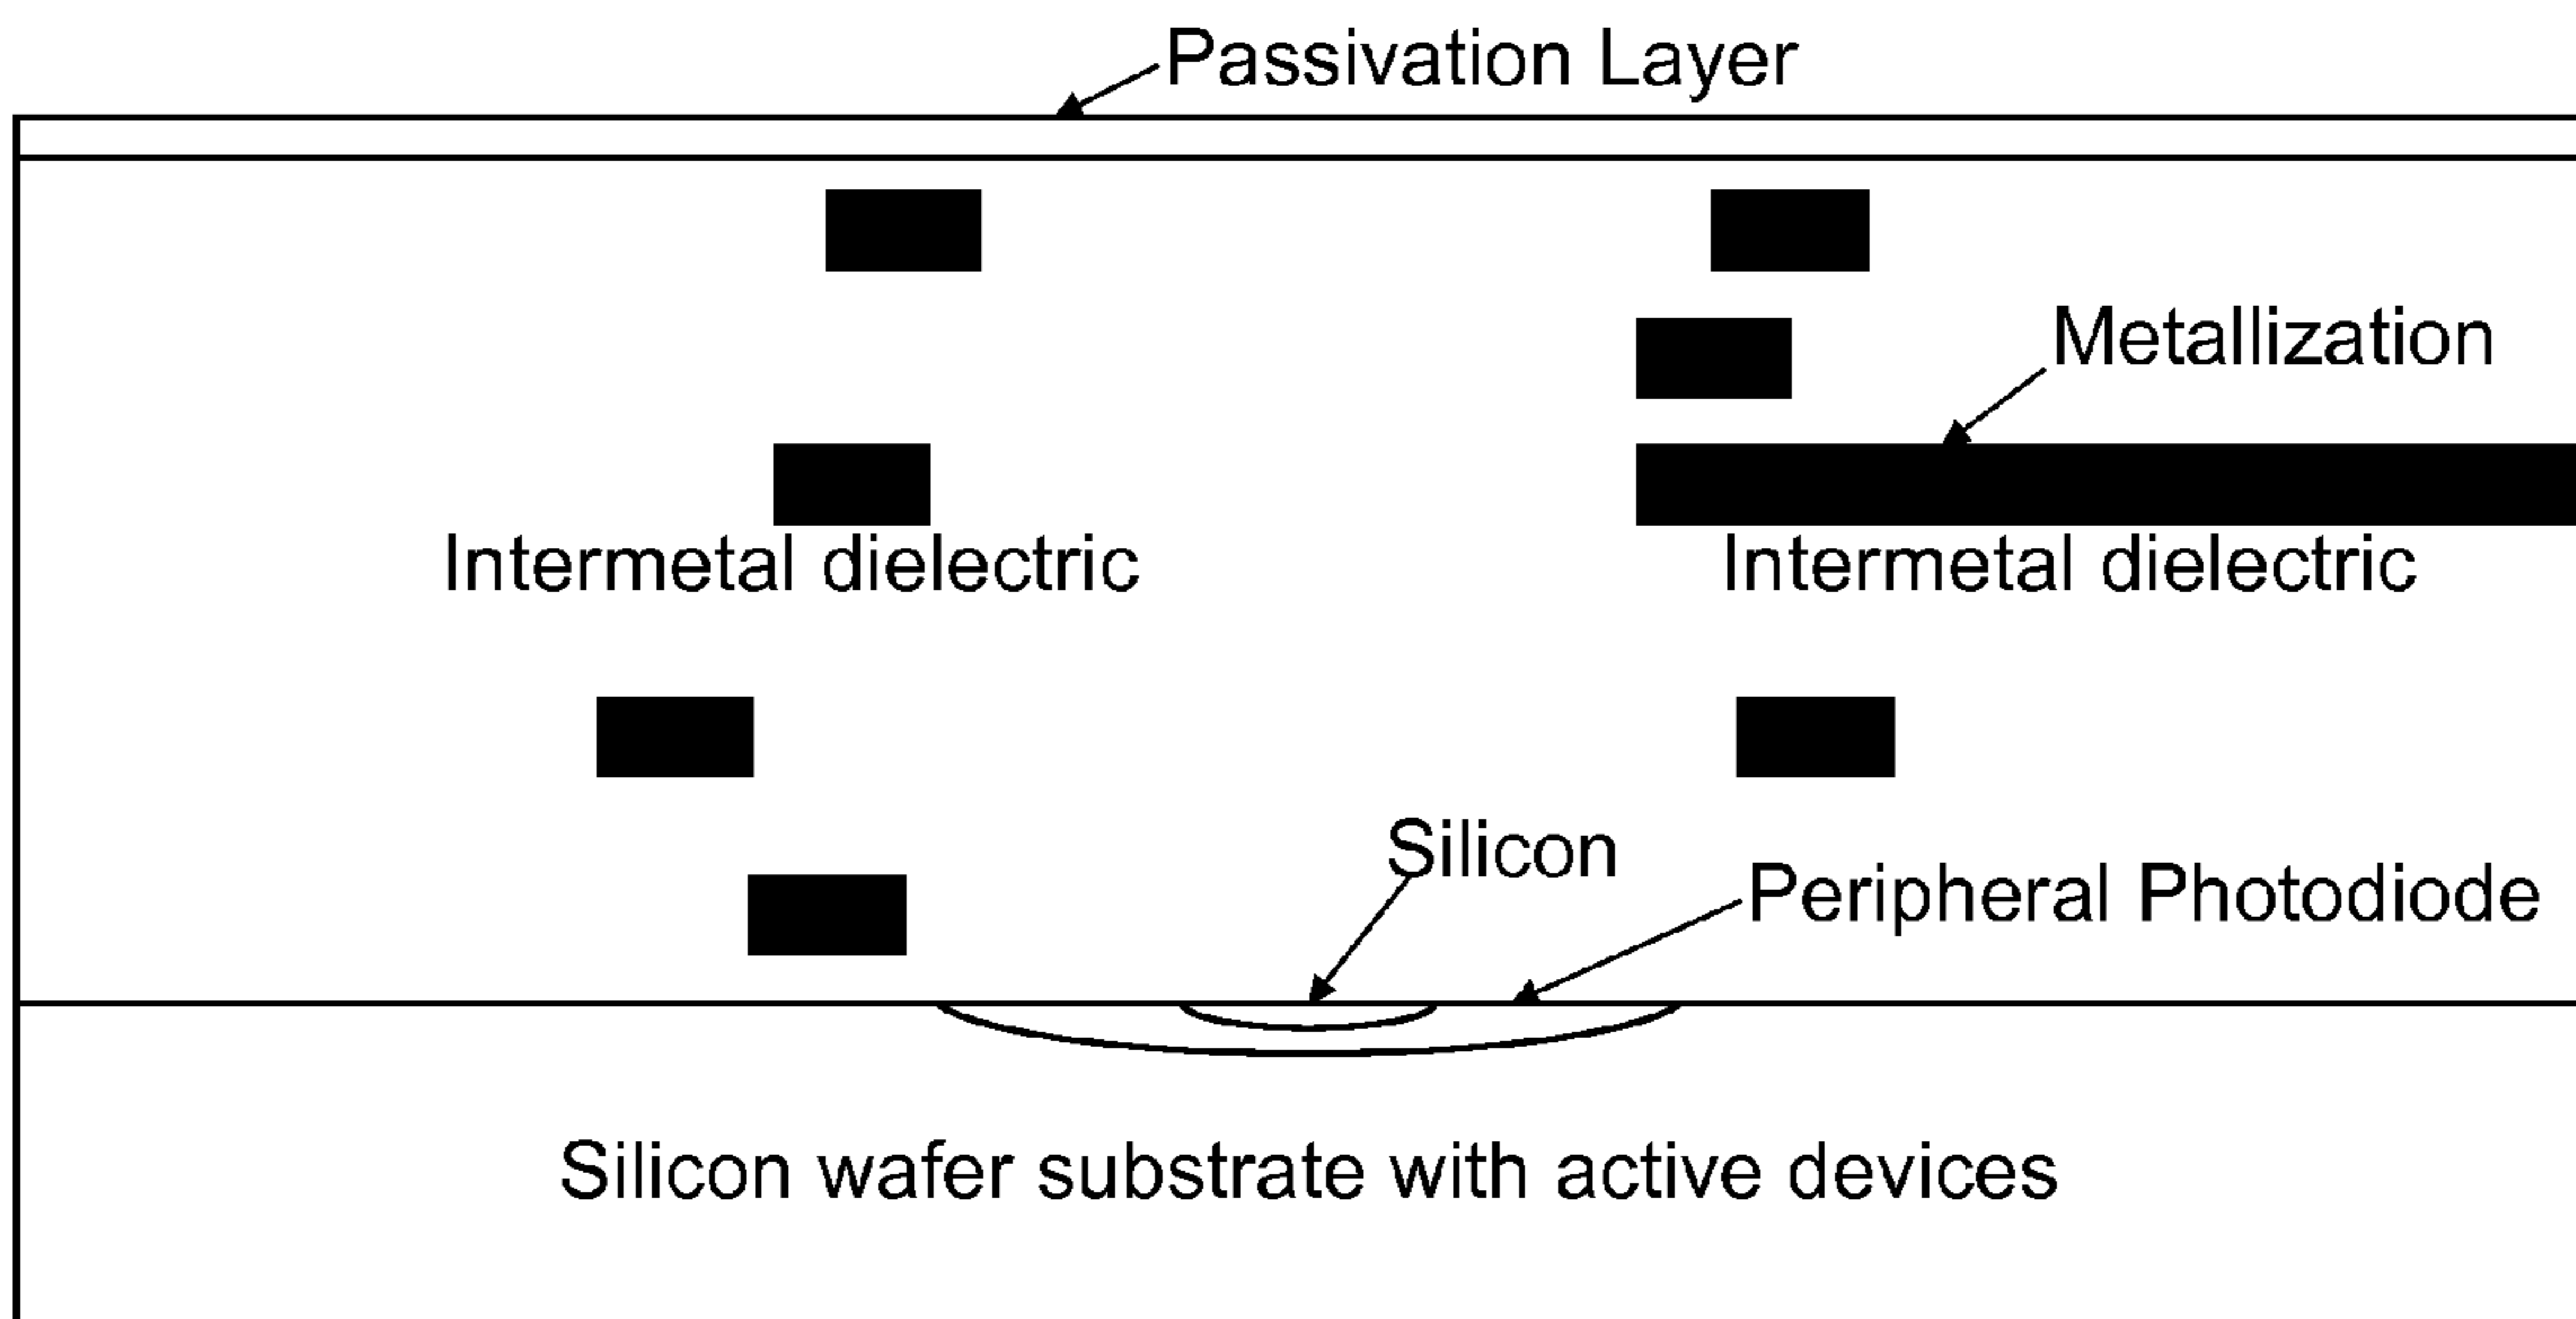 Passivation Layer
Metallization
Intermetal dielectric
Intermetal dielectric
Silicon
Peripheral Photodiode
Silicon wafer substrate with active devices